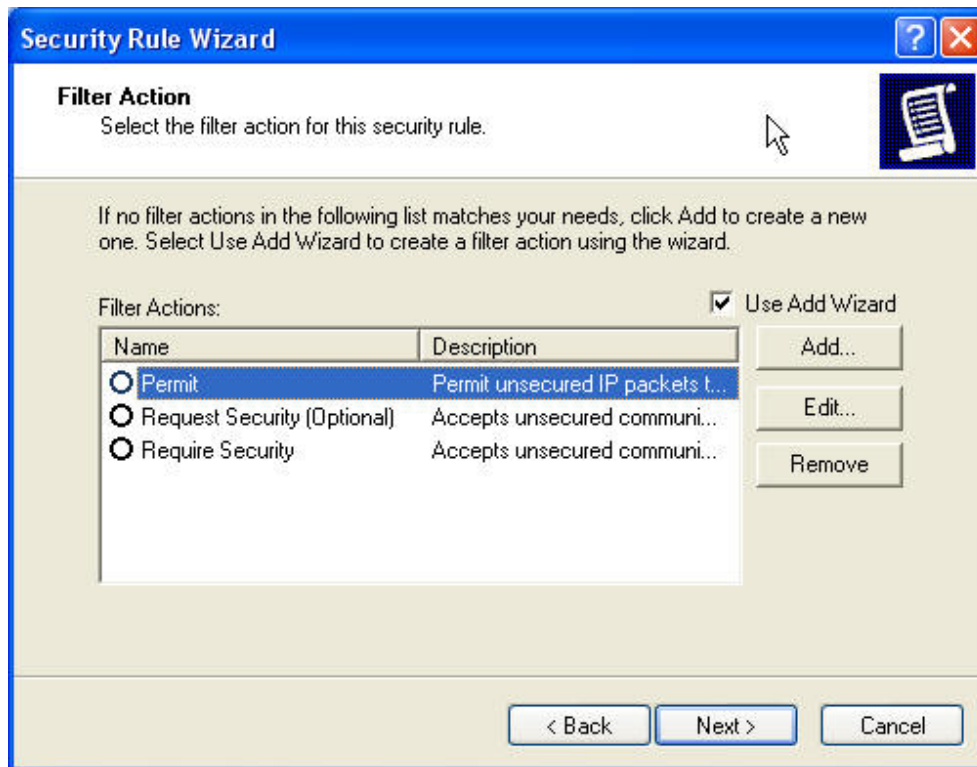 Security Rule Wizard
Filter Action
Select the filter action for this security rule.
If no filter actions in the following list matches your needs, click Add to create a new
one. Select Use Add Wizard to create a filter action using the wizard.
Filter Actions:
Use Add Wizard
Name Description
Add...
Permit Permit unsecured IP packets t...
Request Security (Optional) Accepts unsecured communi...
Edit...
Require Security Accepts unsecured communi...
Remove
< Back Next > Cancel